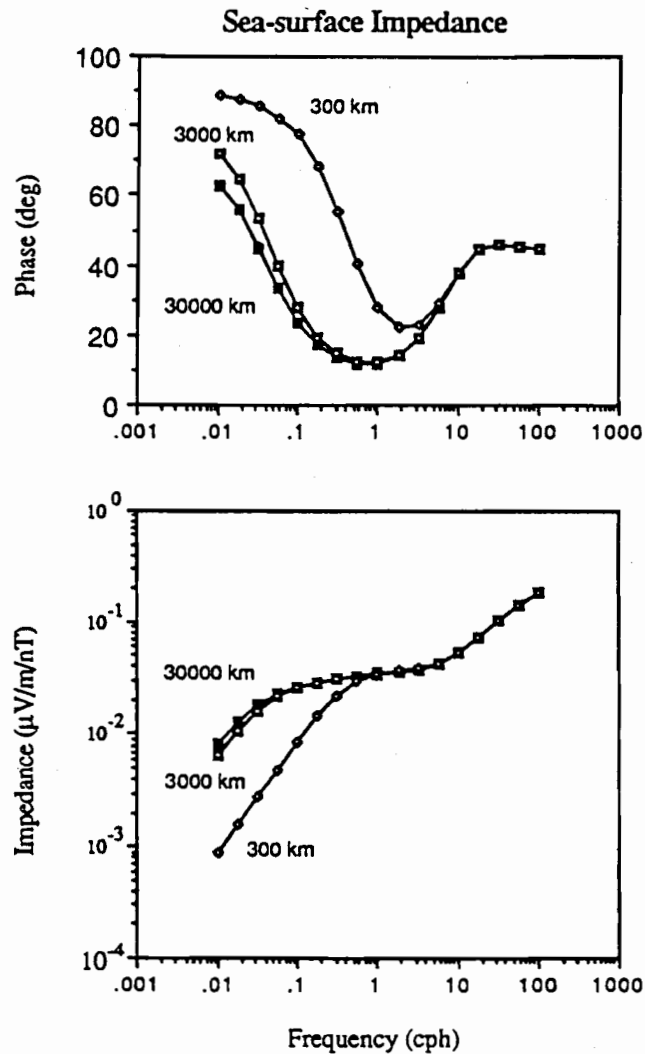 Sea-surface Impedance
100
80
60
40
20
0
Phase (deg)
300 km
3000 km
30000 km
.001 .01 .1 1 10 100 1000
10^0
10^-1
10^-2
10^-3
10^-4
Impedance (μV/m/nT)
30000 km
3000 km
300 km
.001 .01 .1 1 10 100 1000
Frequency (cph)